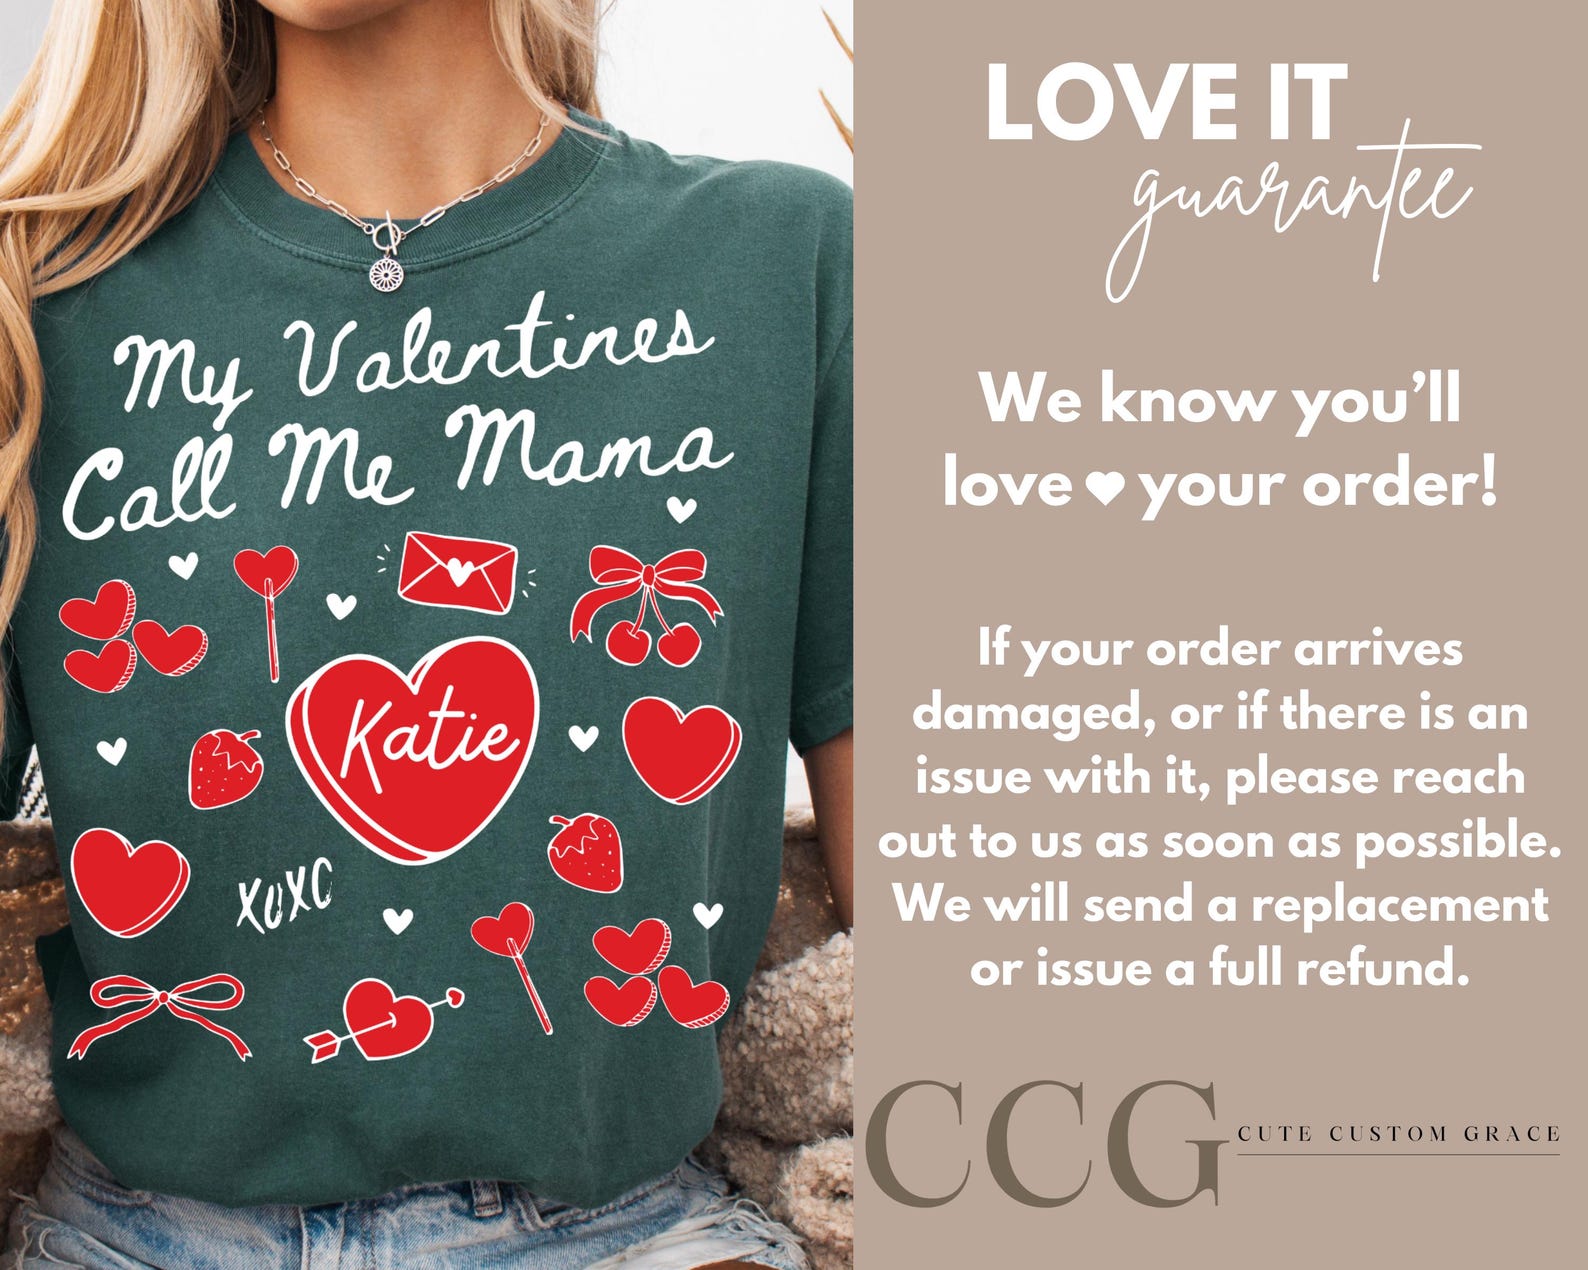 My Valentines
Call Me Mama
Katie
XOXO
LOVE IT
guarantee
We know you'll
love ♥ your order!
If your order arrives
damaged, or if there is an
issue with it, please reach
out to us as soon as possible.
We will send a replacement
or issue a full refund.
CCG
CUTE CUSTOM GRACE